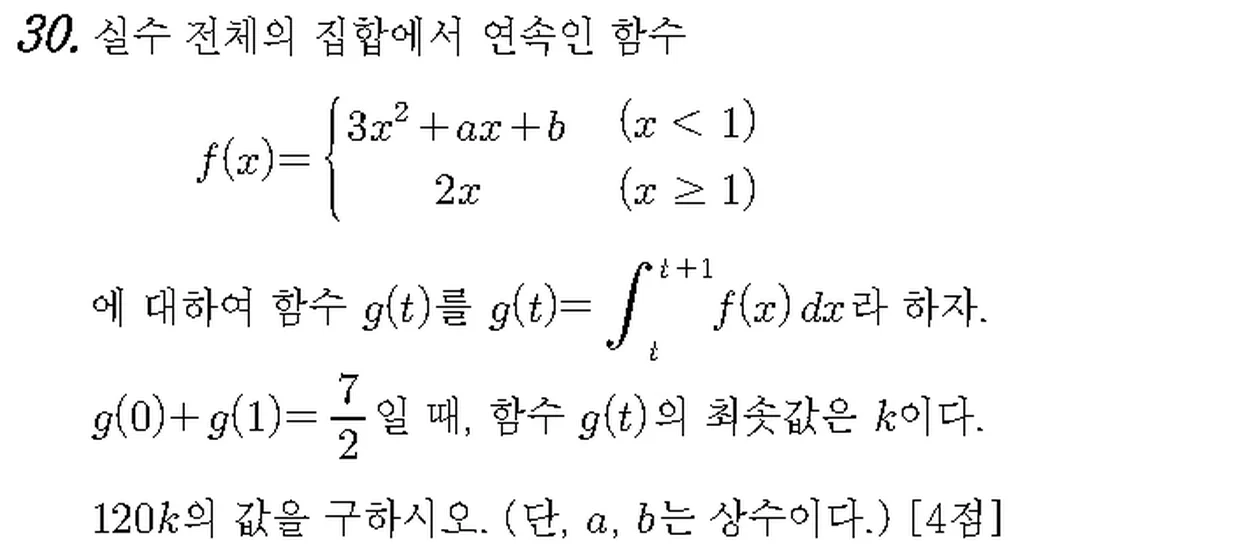 30. 실수 전체의 집합에서 연속인 함수
f(x)= { 3x²+ax+b (x < 1)
2x (x ≥ 1)
에 대하여 함수 g(t)를 g(t)= ∫_t^{t+1} f(x) dx라 하자.
g(0)+g(1)= 7/2 일 때, 함수 g(t)의 최솟값은 k이다.
120k의 값을 구하시오. (단, a, b는 상수이다.) [4점]